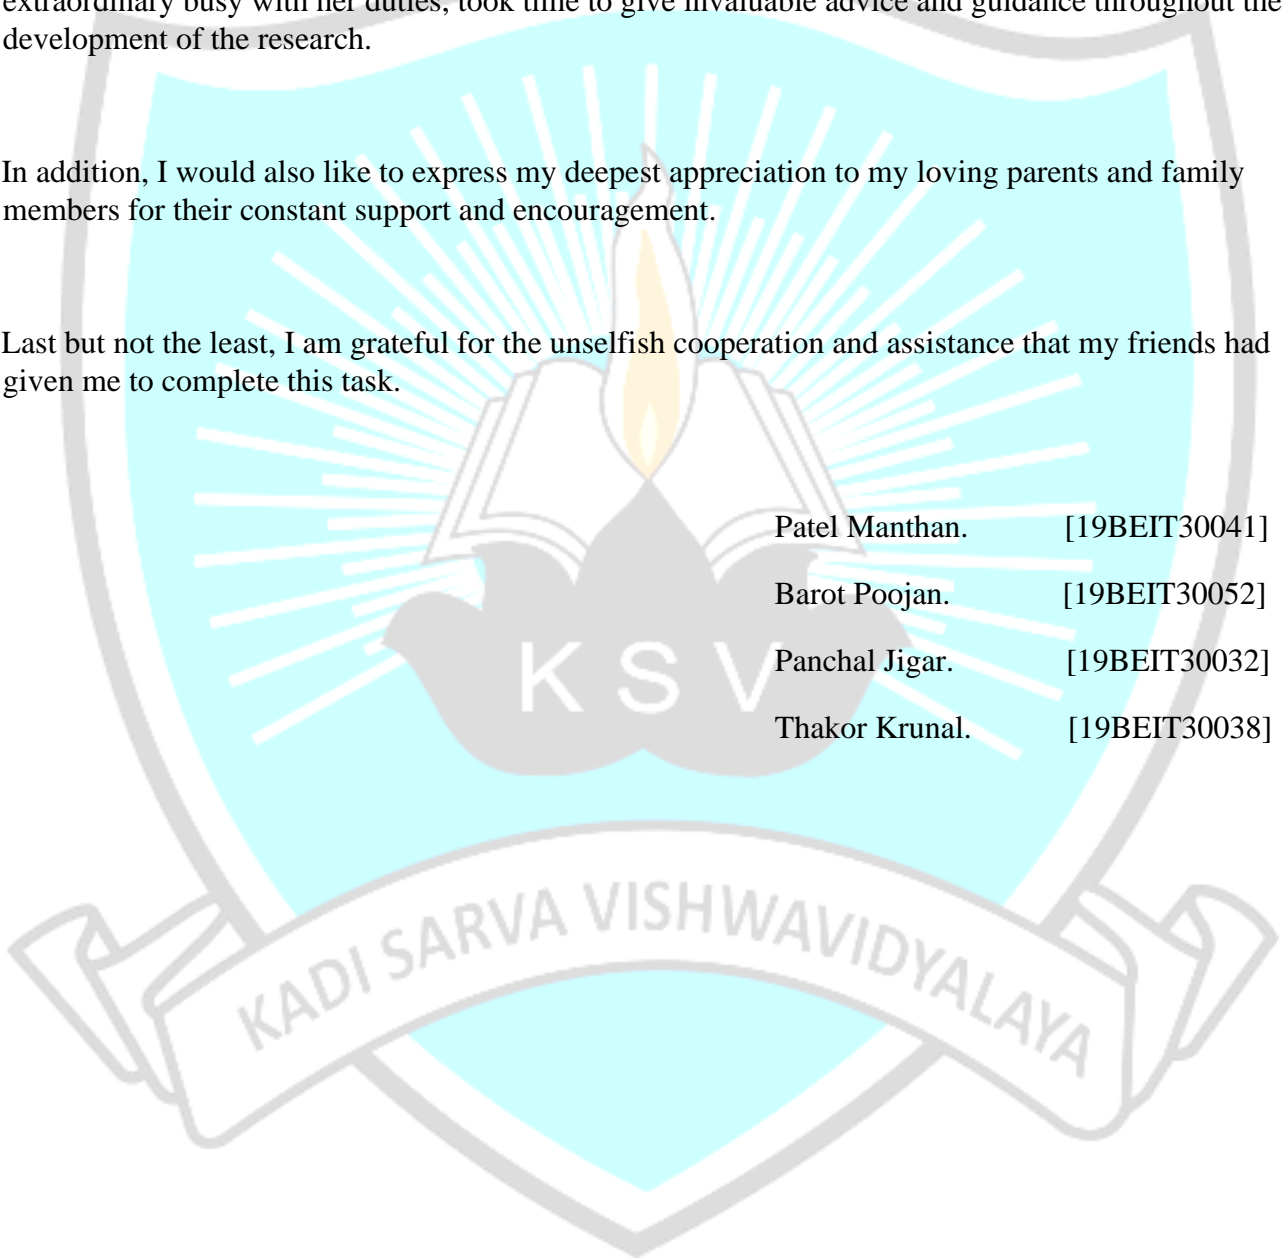 extraordinary busy with her duties, took time to give invaluable advice and guidance throughout the
development of the research.
In addition, I would also like to express my deepest appreciation to my loving parents and family
members for their constant support and encouragement.
Last but not the least, I am grateful for the unselfish cooperation and assistance that my friends had
given me to complete this task.
Patel Manthan. [19BEIT30041]
Barot Poojan. [19BEIT30052]
Panchal Jigar. [19BEIT30032]
Thakor Krunal. [19BEIT30038]
K S V
KADI SARVA VISHWAVIDYALAYA